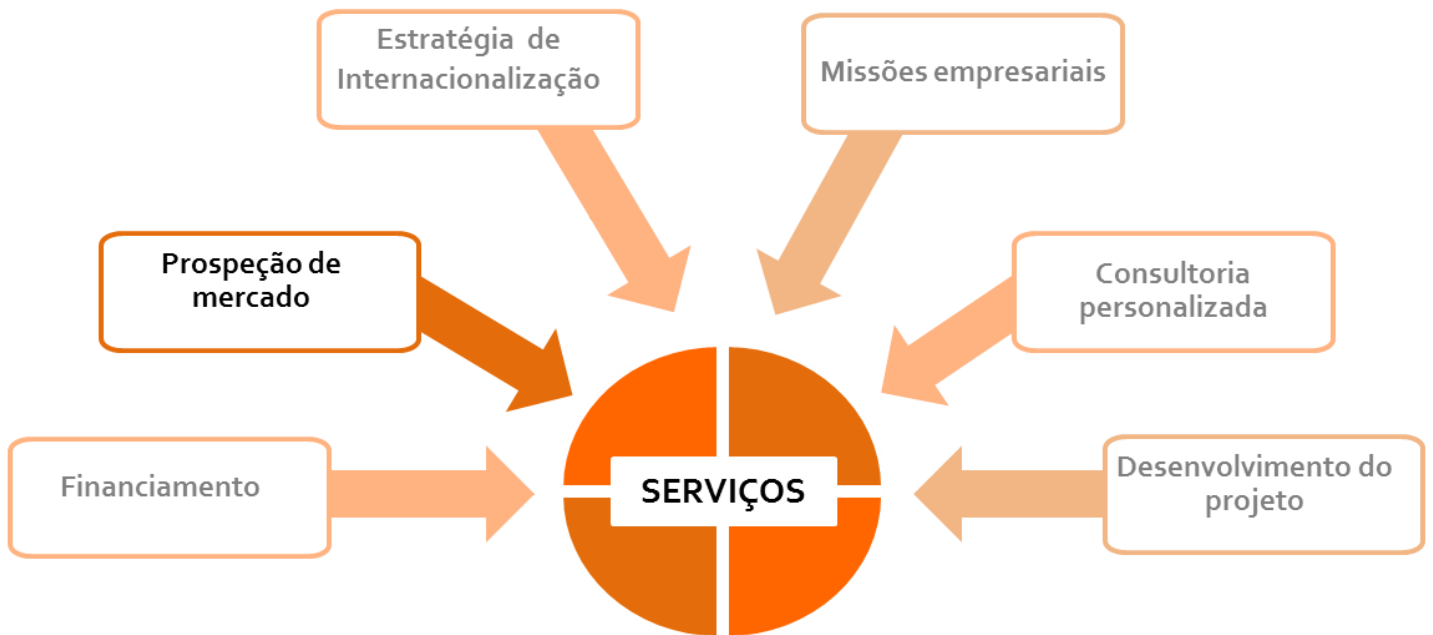 Estratégia de
Internacionalização
Missões empresariais
Prospeção de
mercado
Consultoria
personalizada
Financiamento
SERVIÇOS
Desenvolvimento do
projeto